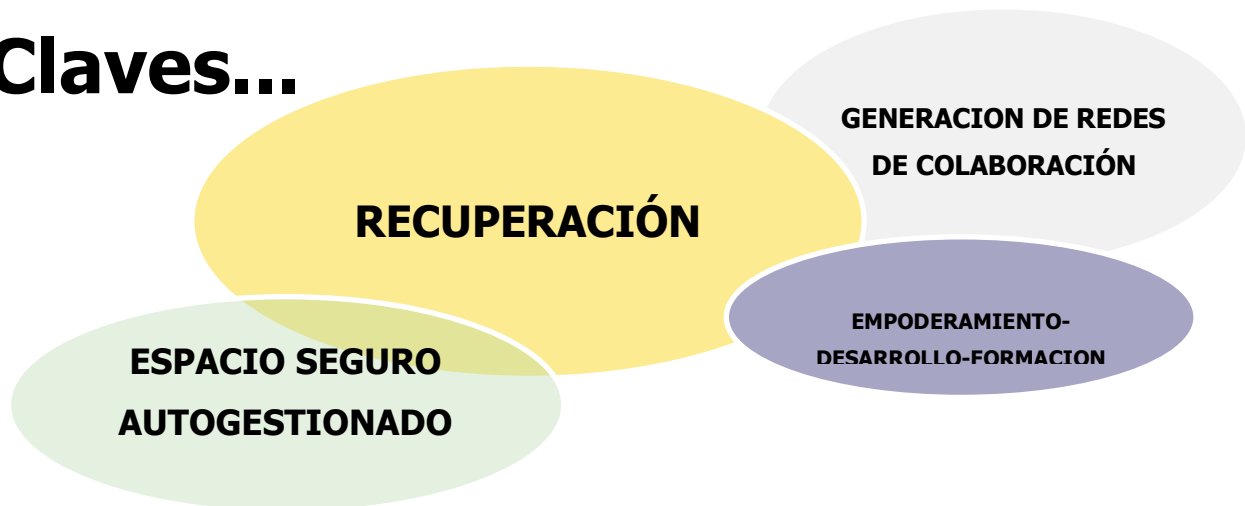 Claves...
GENERACION DE REDES
DE COLABORACIÓN
RECUPERACIÓN
EMPODERAMIENTO-
DESARROLLO-FORMACION
ESPACIO SEGURO
AUTOGESTIONADO